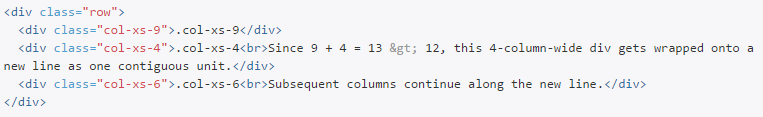 <div class="row">
  <div class="col-xs-9">.col-xs-9</div>
  <div class="col-xs-4">.col-xs-4<br>Since 9 + 4 = 13 &gt; 12, this 4-column-wide div gets wrapped onto a
new line as one contiguous unit.</div>
  <div class="col-xs-6">.col-xs-6<br>Subsequent columns continue along the new line.</div>
</div>